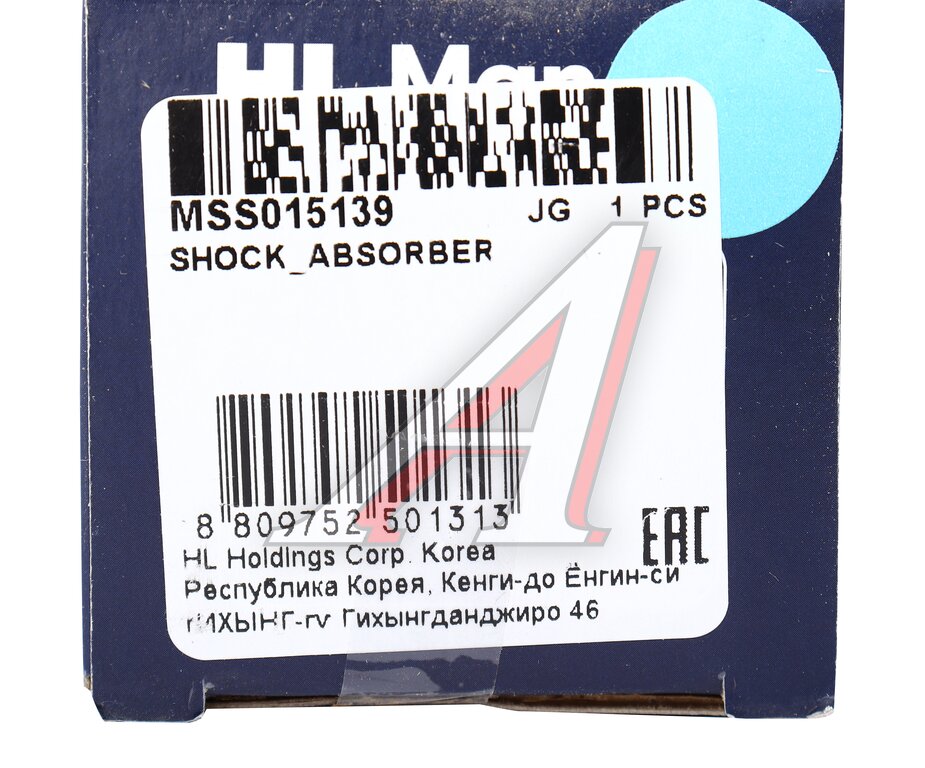 HL Man
MSS015139 JG 1 PCS
SHOCK_ABSORBER
8 809752 501313
EAC
HL Holdings Corp. Korea
Республика Корея, Кенги-до Ёнгин-си
Гихынгданджиро 46